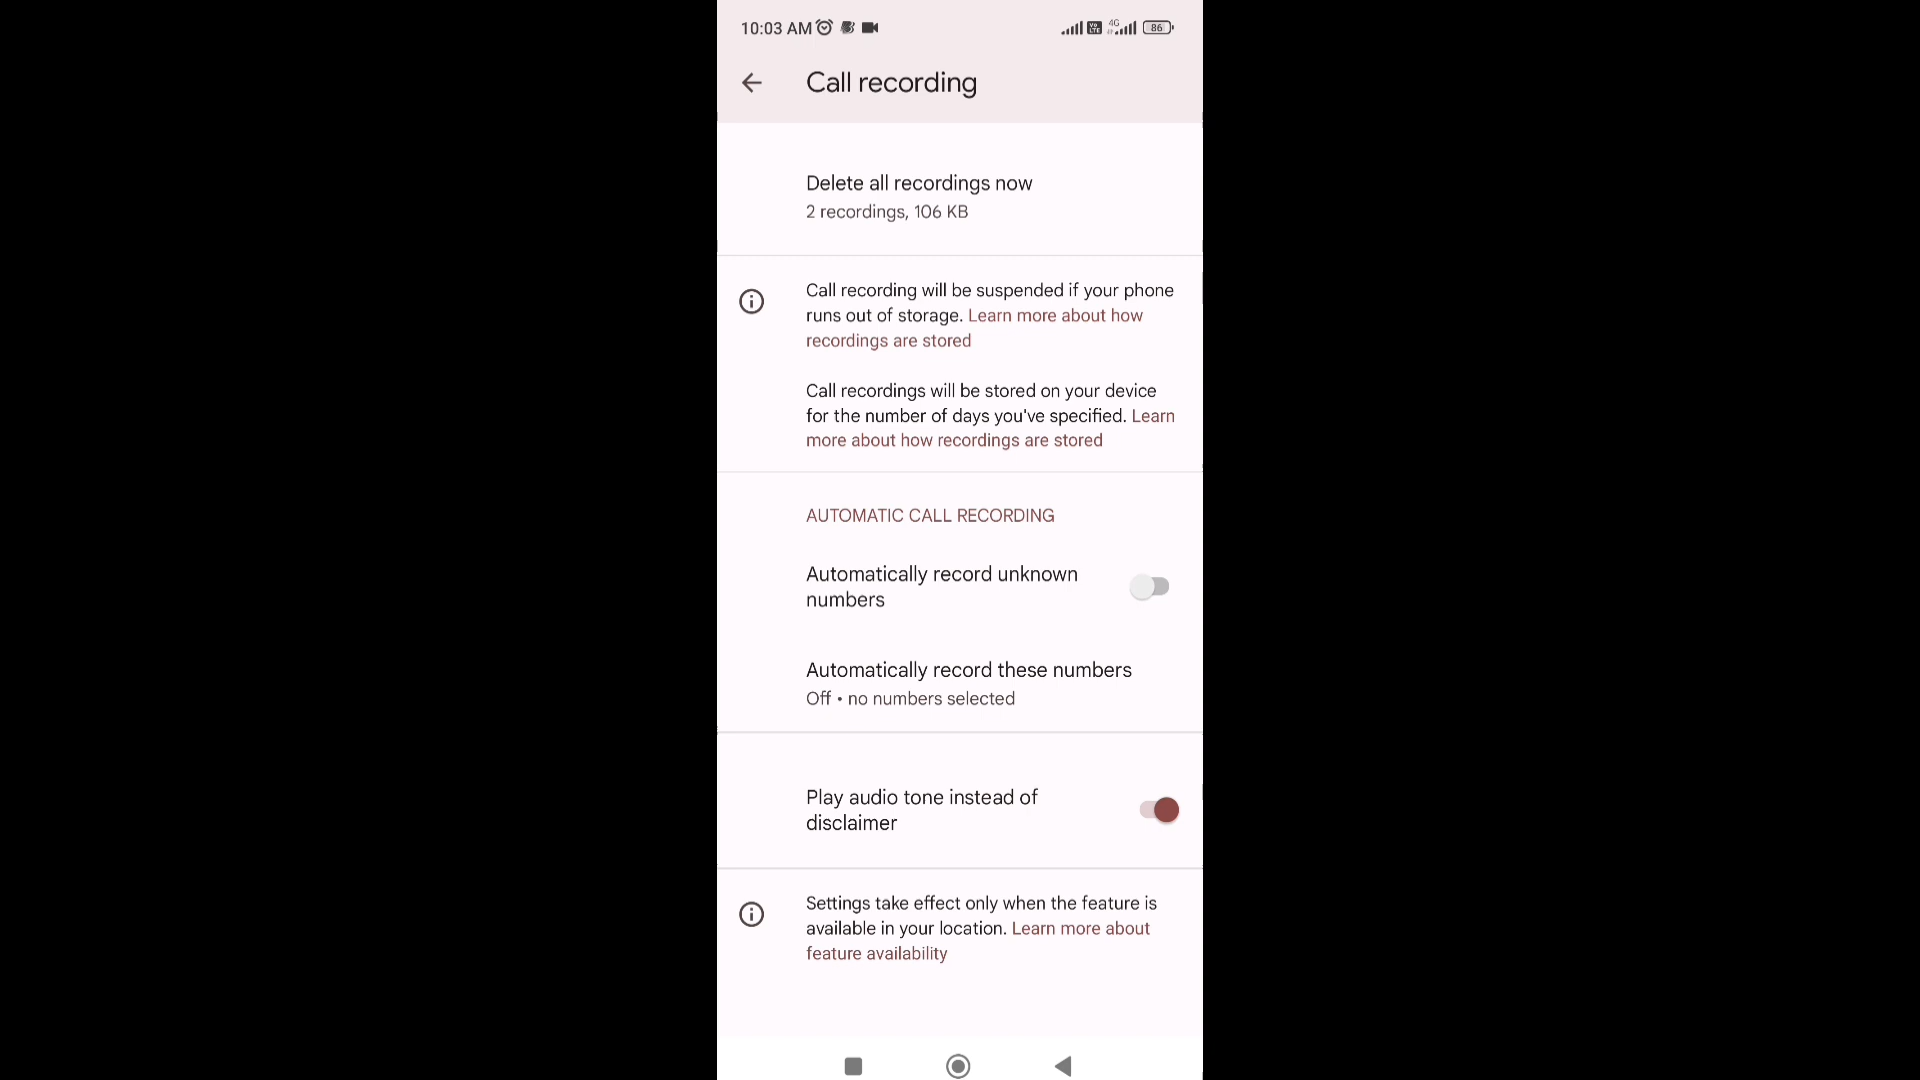 10:03 AM
4G
86
Call recording
Delete all recordings now
2 recordings, 106 KB
Call recording will be suspended if your phone
runs out of storage. Learn more about how
recordings are stored
Call recordings will be stored on your device
for the number of days you've specified. Learn
more about how recordings are stored
AUTOMATIC CALL RECORDING
Automatically record unknown
numbers
Automatically record these numbers
Off • no numbers selected
Play audio tone instead of
disclaimer
Settings take effect only when the feature is
available in your location. Learn more about
feature availability